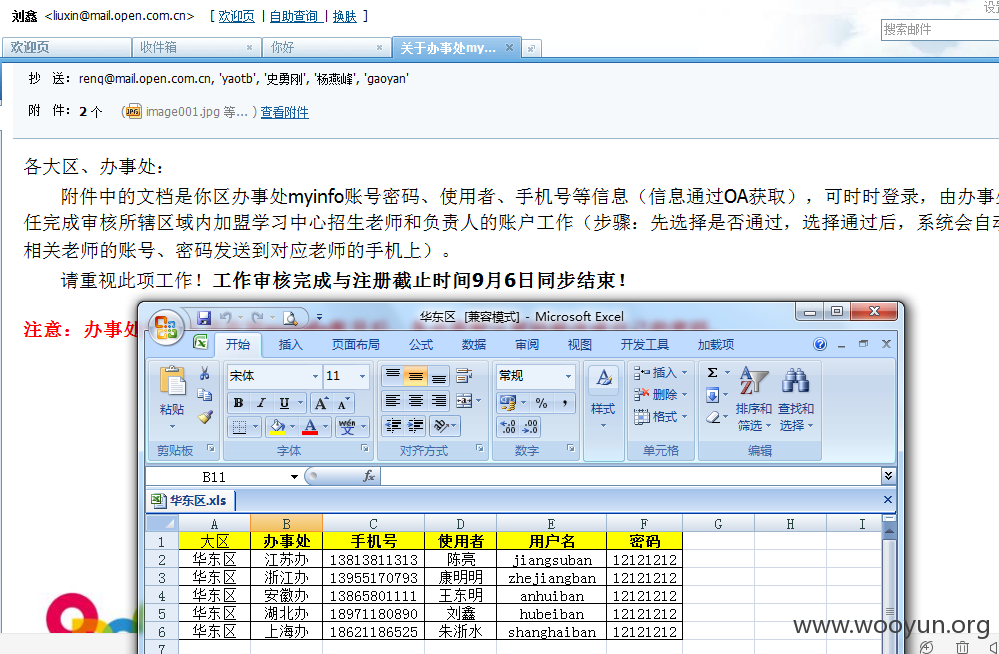 刘鑫 <liuxin@mail.open.com.cn> [ 欢迎页 | 自助查询 | 换肤 ]
搜索邮件
欢迎页 收件箱 × 你好 × 关于办事处my... ×
抄 送: renq@mail.open.com.cn, 'yaotb', '史勇刚', '杨燕峰', 'gaoyan'
附 件: 2 个 ( JPG image001.jpg 等... ) 查看附件
各大区、办事处：
附件中的文档是你区办事处myinfo账号密码、使用者、手机号等信息（信息通过OA获取），可时时登录，由办事
任完成审核所辖区域内加盟学习中心招生老师和负责人的账户工作（步骤：先选择是否通过，选择通过后，系统会自
相关老师的账号、密码发送到对应老师的手机上）。
请重视此项工作！工作审核完成与注册截止时间9月6日同步结束！
注意：办事处
华东区 [兼容模式] - Microsoft Excel
开始 插入 页面布局 公式 数据 审阅 视图 开发工具 加载项
宋体 11 常规 插入 Σ
粘贴 B I U A A 样式 删除 排序和 查找和
格式 筛选 选择
剪贴板 字体 对齐方式 数字 单元格 编辑
B11 fx
华东区.xls ×
A B C D E F G H I
1 大区 办事处 手机号 使用者 用户名 密码
2 华东区 江苏办 13813811313 陈亮 jiangsuban 12121212
3 华东区 浙江办 13955170793 康明明 zhejiangban 12121212
4 华东区 安徽办 13865801111 王东明 anhuiban 12121212
5 华东区 湖北办 18971180890 刘鑫 hubeiban 12121212
6 华东区 上海办 18621186525 朱浙水 shanghaiban 12121212
7
www.wooyun.org